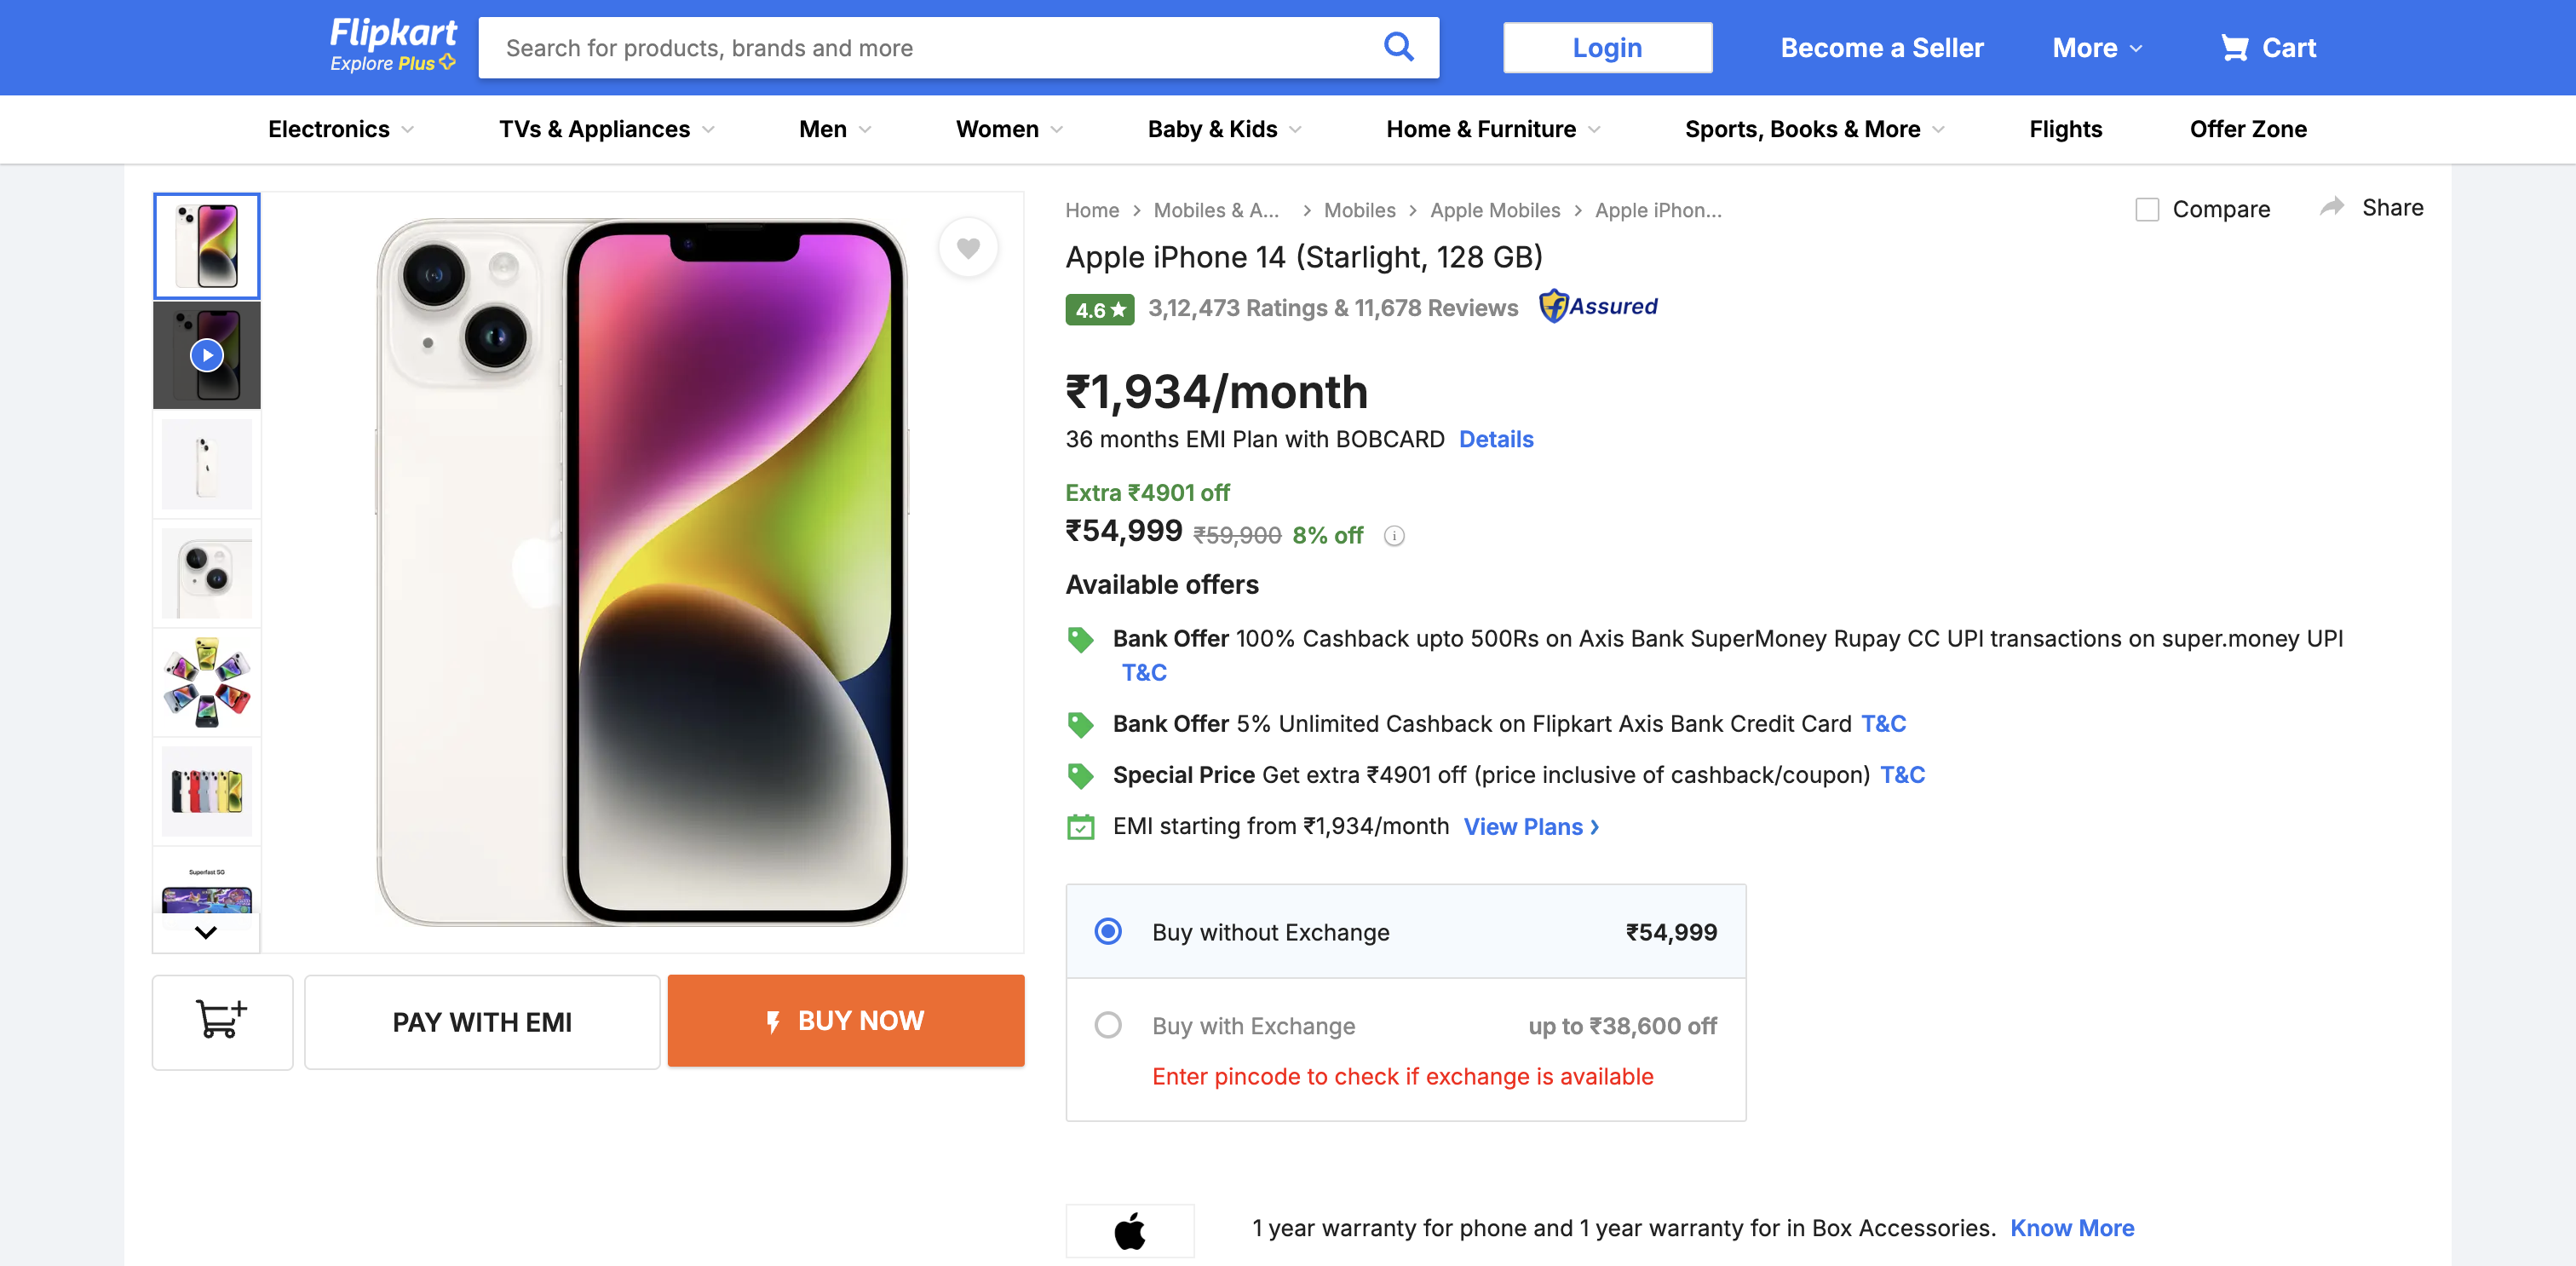 Flipkart
Explore Plus
Search for products, brands and more
Login
Become a Seller
More
Cart
Electronics
TVs & Appliances
Men
Women
Baby & Kids
Home & Furniture
Sports, Books & More
Flights
Offer Zone
Home > Mobiles & A... > Mobiles > Apple Mobiles > Apple iPhon...
Compare
Share
Apple iPhone 14 (Starlight, 128 GB)
4.6★ 3,12,473 Ratings & 11,678 Reviews Assured
₹1,934/month
36 months EMI Plan with BOBCARD Details
Extra ₹4901 off
₹54,999 ₹59,900 8% off i
Available offers
Bank Offer 100% Cashback upto 500Rs on Axis Bank SuperMoney Rupay CC UPI transactions on super.money UPI
T&C
Bank Offer 5% Unlimited Cashback on Flipkart Axis Bank Credit Card T&C
Special Price Get extra ₹4901 off (price inclusive of cashback/coupon) T&C
EMI starting from ₹1,934/month View Plans >
Superfast 5G
PAY WITH EMI
BUY NOW
Buy without Exchange ₹54,999
Buy with Exchange up to ₹38,600 off
Enter pincode to check if exchange is available
1 year warranty for phone and 1 year warranty for in Box Accessories. Know More